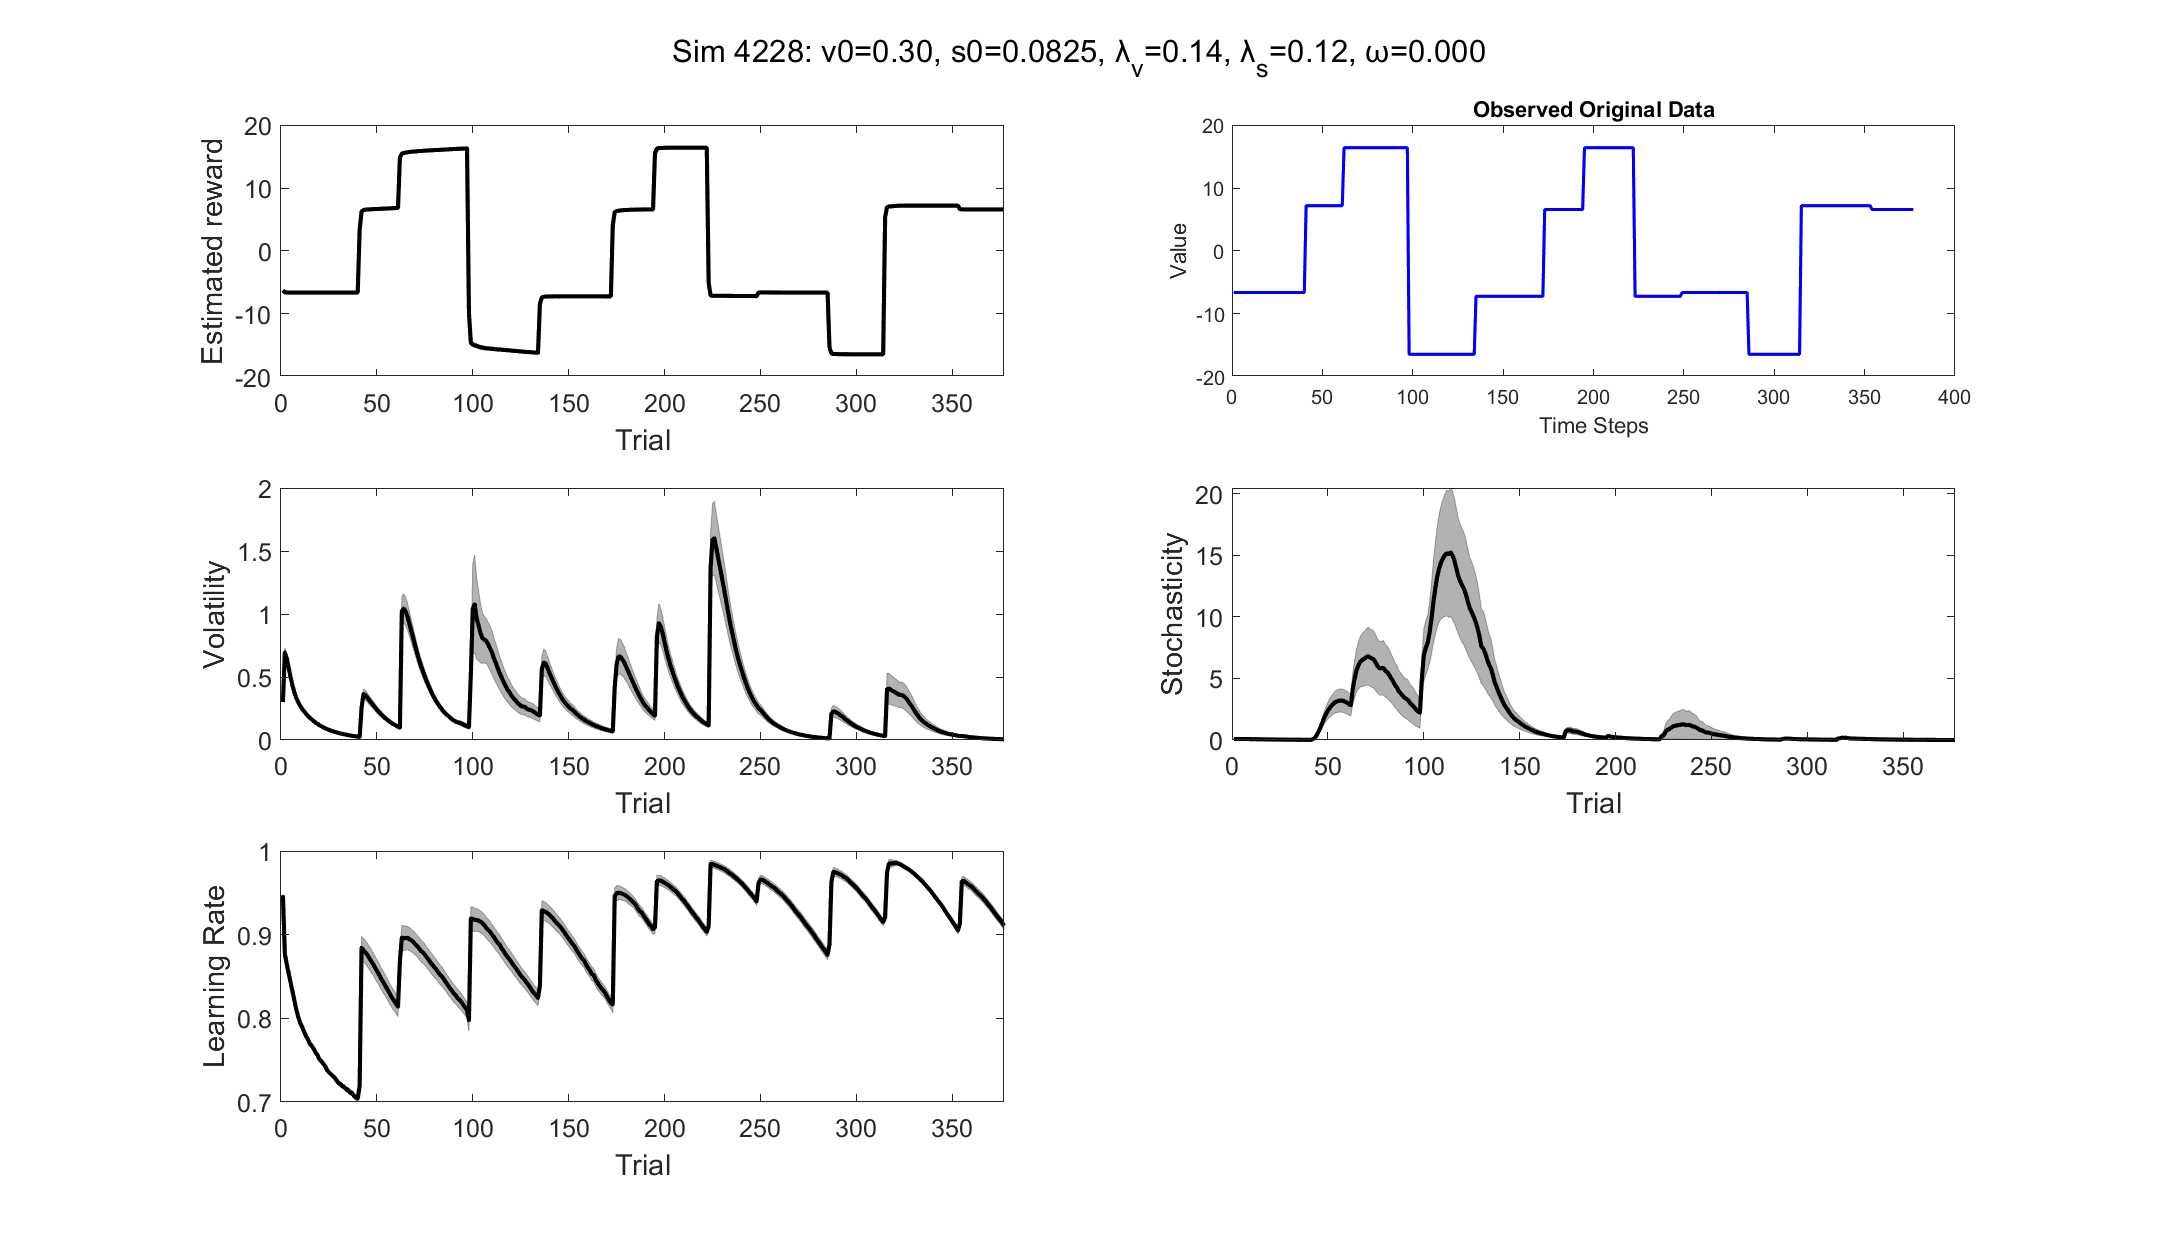 Sim 4228: v0=0.30, s0=0.0825, λv=0.14, λs=0.12, ω=0.000
Estimated reward
20
10
0
-10
-20
0 50 100 150 200 250 300 350
Trial
Observed Original Data
Value
20
10
0
-10
-20
0 50 100 150 200 250 300 350 400
Time Steps
Volatility
2
1.5
1
0.5
0
0 50 100 150 200 250 300 350
Trial
Stochasticity
20
15
10
5
0
0 50 100 150 200 250 300 350
Trial
Learning Rate
1
0.9
0.8
0.7
0 50 100 150 200 250 300 350
Trial